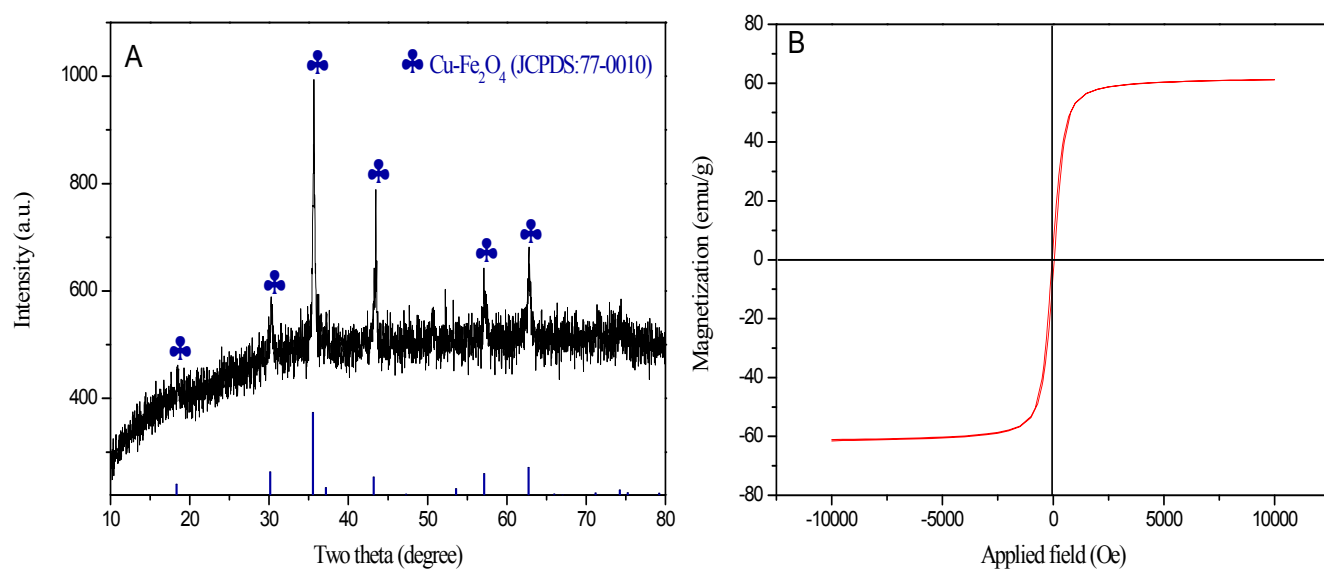 A
♣ Cu-Fe₂O₄ (JCPDS:77-0010)
Intensity (a.u.)
1000
800
600
400
10 20 30 40 50 60 70 80
Two theta (degree)
B
Magnetization (emu/g)
80
60
40
20
0
-20
-40
-60
-80
-10000 -5000 0 5000 10000
Applied field (Oe)